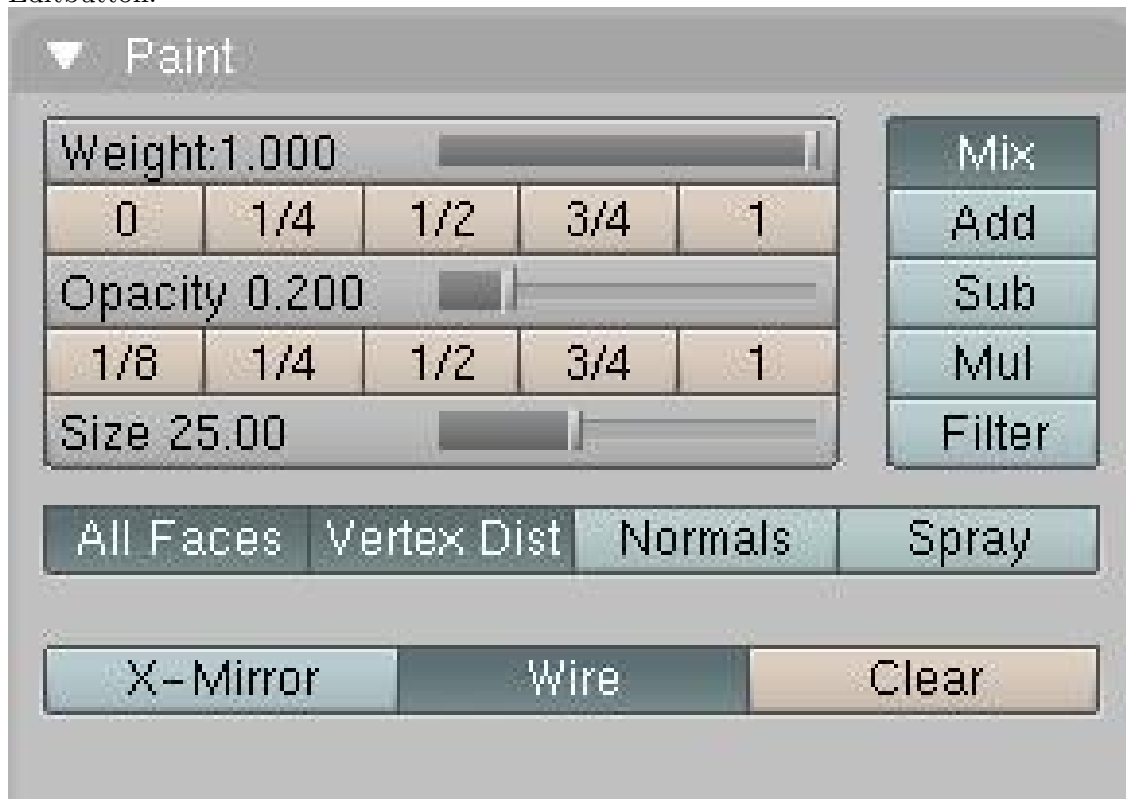 Editbutton.
Paint
Weight:1.000
0 1/4 1/2 3/4 1
Opacity 0.200
1/8 1/4 1/2 3/4 1
Size 25.00
Mix
Add
Sub
Mul
Filter
All Faces Vertex Dist Normals Spray
X-Mirror Wire Clear